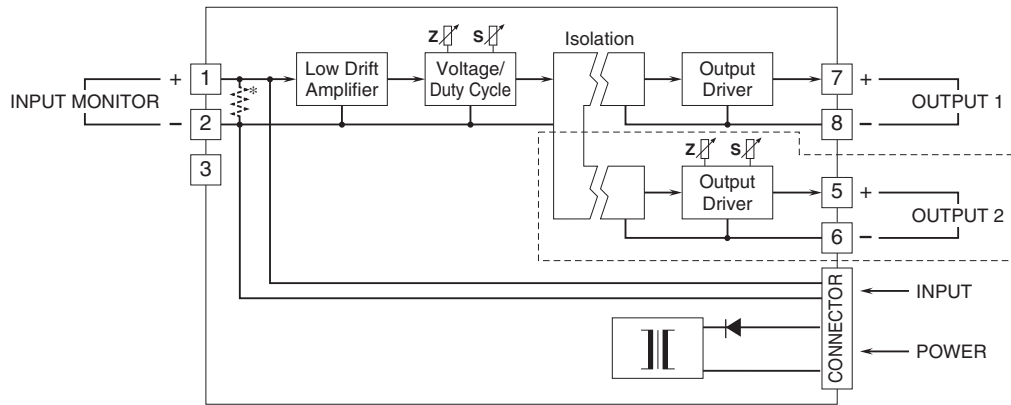 Z
S
Isolation
INPUT MONITOR
+
1
*
Low Drift
Amplifier
Voltage/
Duty Cycle
Output
Driver
7
+
OUTPUT 1
–
2
8
–
3
Z
S
Output
Driver
5
+
OUTPUT 2
6
–
CONNECTOR
INPUT
POWER